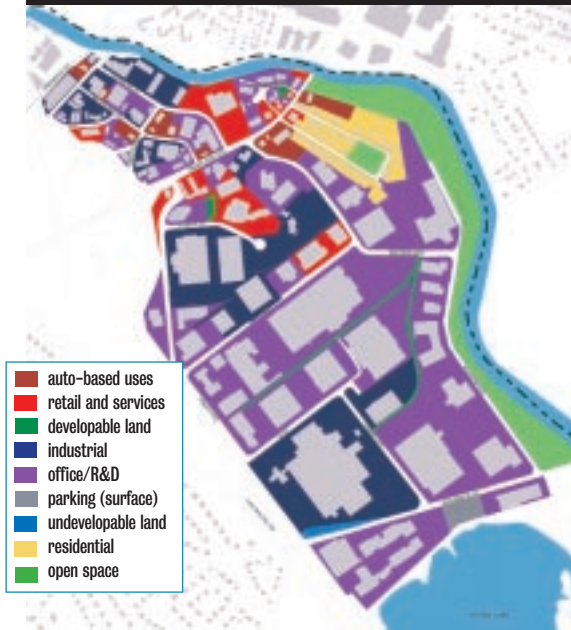 auto-based uses
retail and services
developable land
industrial
office/R&D
parking (surface)
undevelopable land
residential
open space